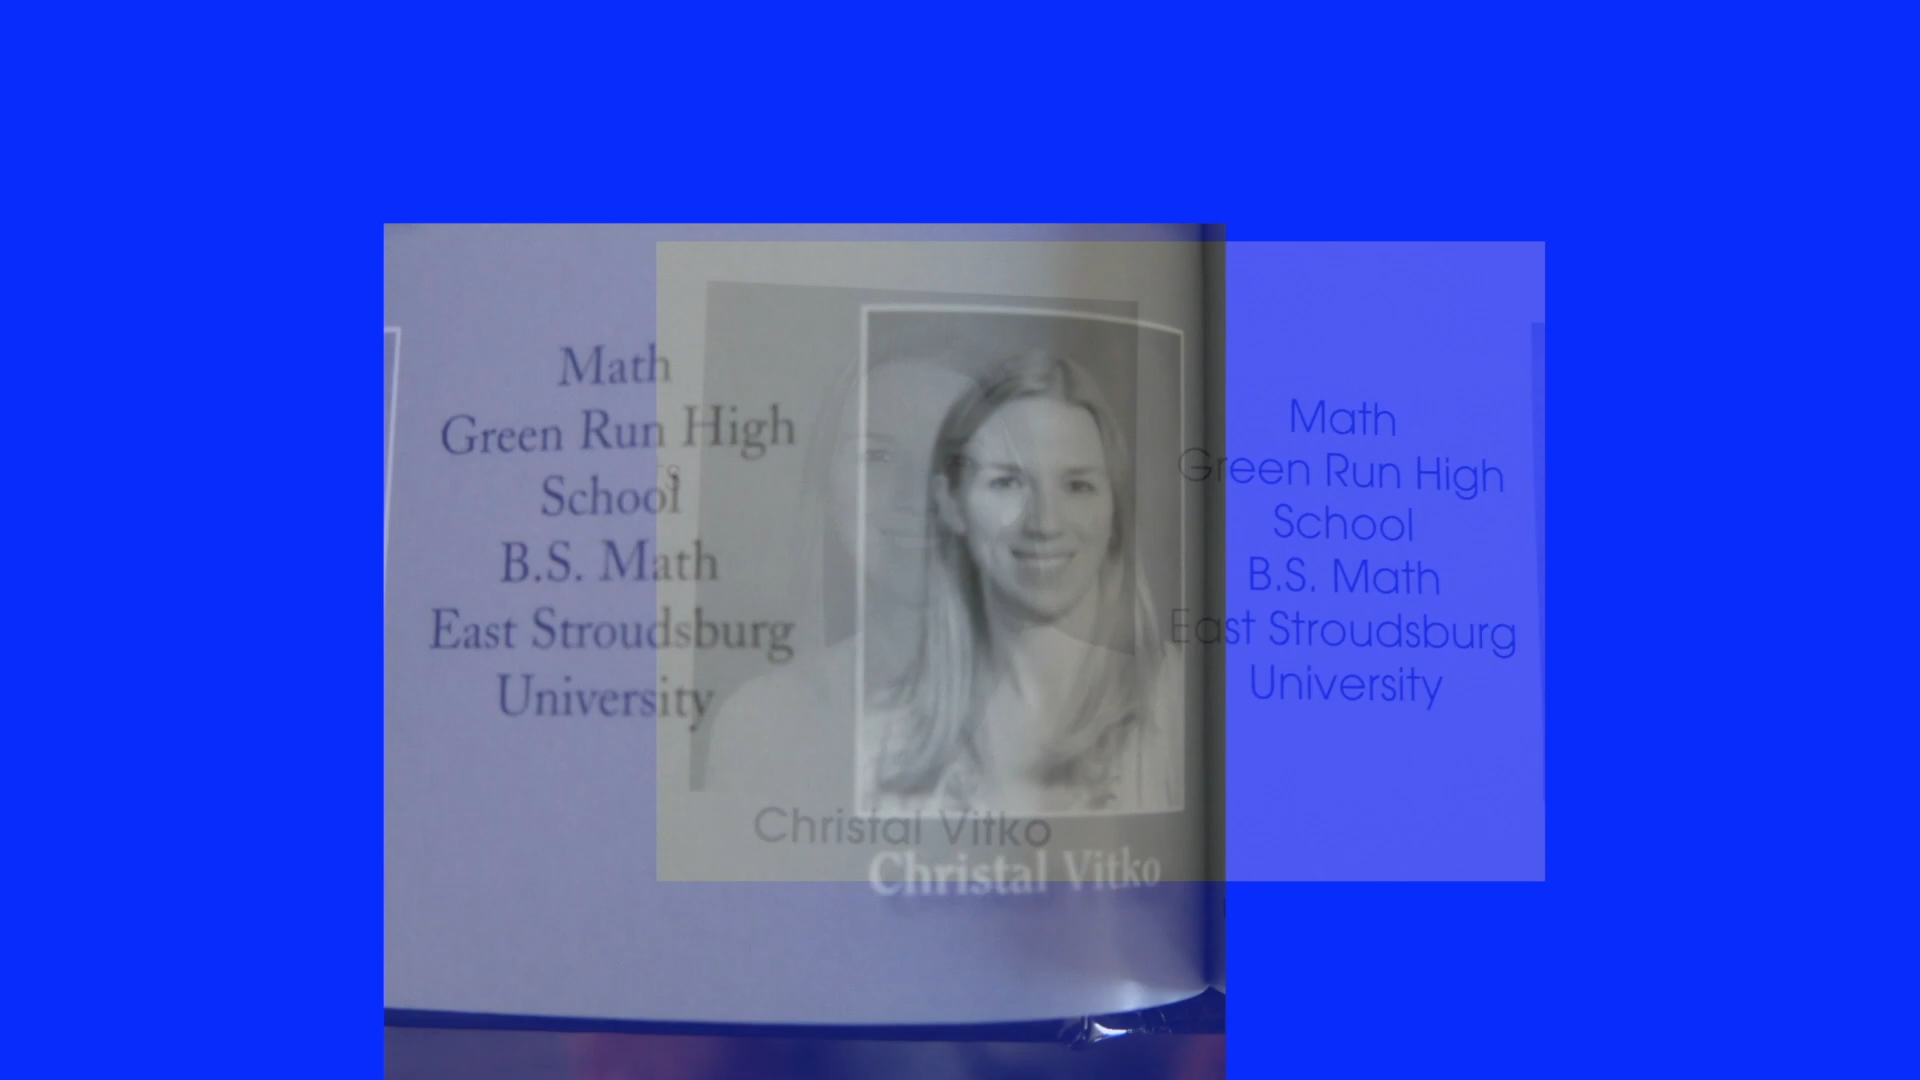 Math
Green Run High
School
B.S. Math
East Stroudsburg
University
Christal Vitko
Christal Vitko
Math
Green Run High
School
B.S. Math
East Stroudsburg
University